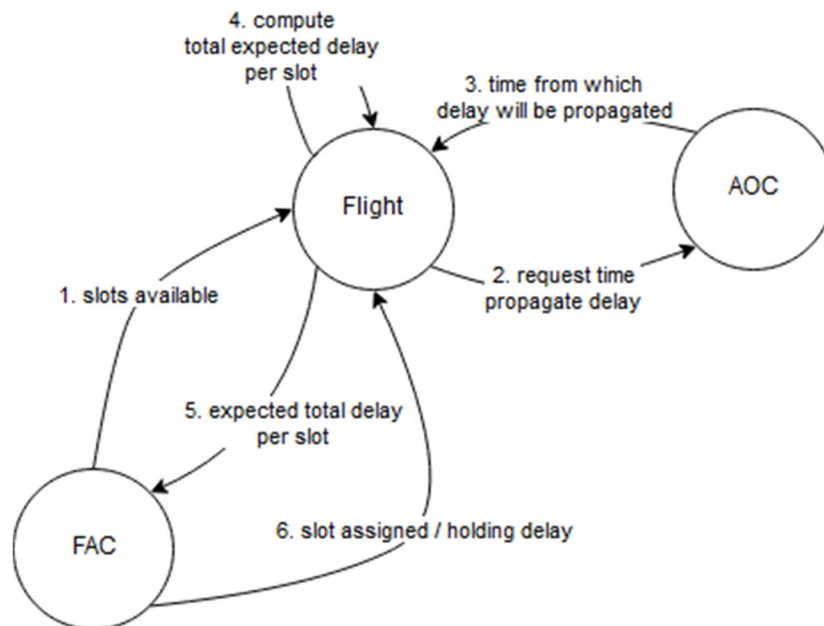 4. compute
total expected delay
per slot
3. time from which
delay will be propagated
AOC
Flight
2. request time
propagate delay
1. slots available
5. expected total delay
per slot
6. slot assigned / holding delay
FAC